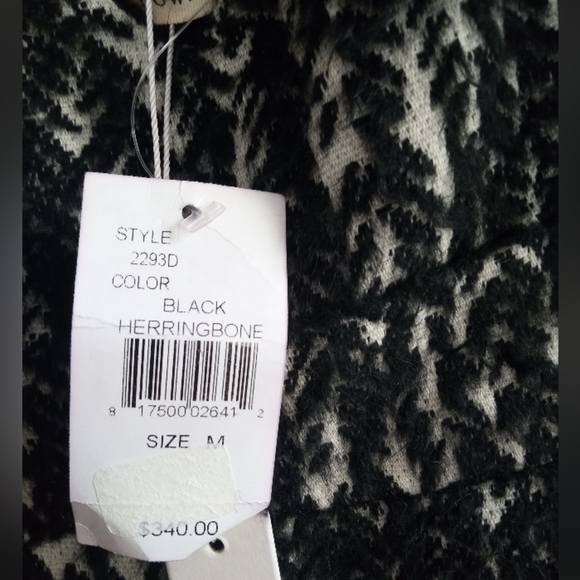 STYLE
2293D
COLOR
BLACK
HERRINGBONE
8 17500 02641 2
SIZE M
$340.00